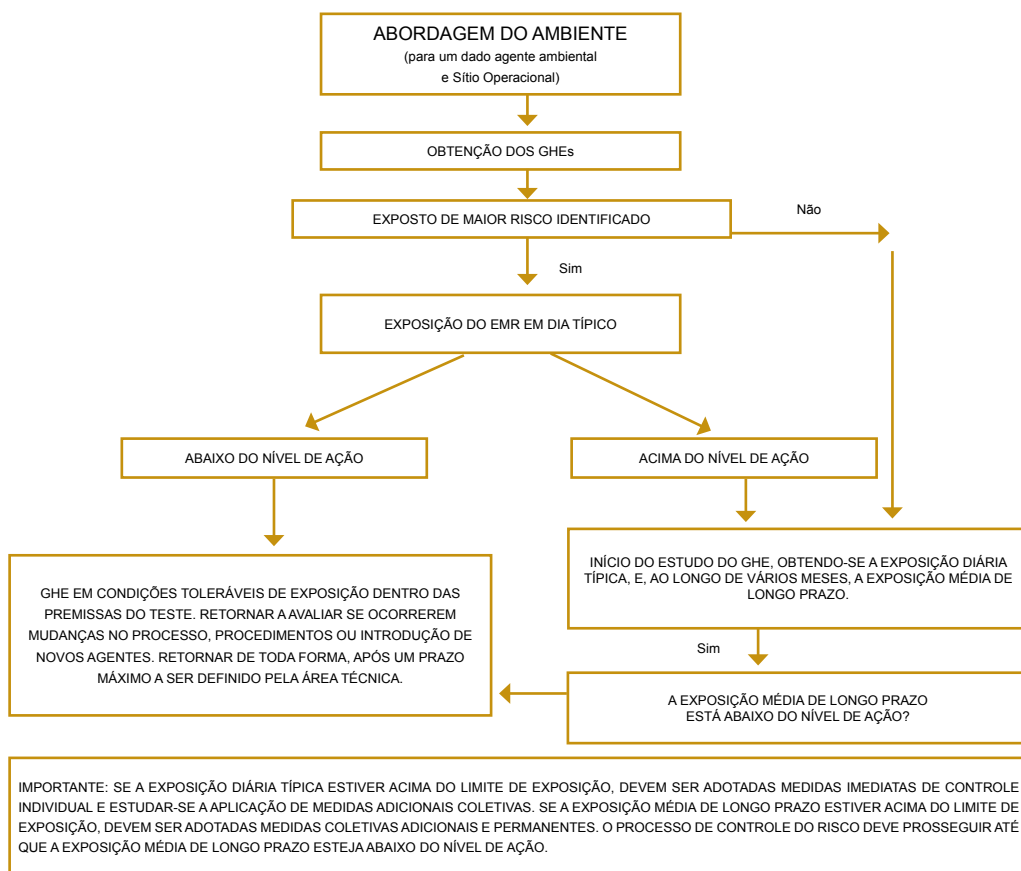 ABORDAGEM DO AMBIENTE
(para um dado agente ambiental
e Sítio Operacional)
OBTENÇÃO DOS GHEs
EXPOSTO DE MAIOR RISCO IDENTIFICADO
Não
Sim
EXPOSIÇÃO DO EMR EM DIA TÍPICO
ABAIXO DO NÍVEL DE AÇÃO
ACIMA DO NÍVEL DE AÇÃO
GHE EM CONDIÇÕES TOLERÁVEIS DE EXPOSIÇÃO DENTRO DAS
PREMISSAS DO TESTE. RETORNAR A AVALIAR SE OCORREREM
MUDANÇAS NO PROCESSO, PROCEDIMENTOS OU INTRODUÇÃO DE
NOVOS AGENTES. RETORNAR DE TODA FORMA, APÓS UM PRAZO
MÁXIMO A SER DEFINIDO PELA ÁREA TÉCNICA.
INÍCIO DO ESTUDO DO GHE, OBTENDO-SE A EXPOSIÇÃO DIÁRIA
TÍPICA, E, AO LONGO DE VÁRIOS MESES, A EXPOSIÇÃO MÉDIA DE
LONGO PRAZO.
Sim
A EXPOSIÇÃO MÉDIA DE LONGO PRAZO
ESTÁ ABAIXO DO NÍVEL DE AÇÃO?
IMPORTANTE: SE A EXPOSIÇÃO DIÁRIA TÍPICA ESTIVER ACIMA DO LIMITE DE EXPOSIÇÃO, DEVEM SER ADOTADAS MEDIDAS IMEDIATAS DE CONTROLE
INDIVIDUAL E ESTUDAR-SE A APLICAÇÃO DE MEDIDAS ADICIONAIS COLETIVAS. SE A EXPOSIÇÃO MÉDIA DE LONGO PRAZO ESTIVER ACIMA DO LIMITE DE
EXPOSIÇÃO, DEVEM SER ADOTADAS MEDIDAS COLETIVAS ADICIONAIS E PERMANENTES. O PROCESSO DE CONTROLE DO RISCO DEVE PROSSEGUIR ATÉ
QUE A EXPOSIÇÃO MÉDIA DE LONGO PRAZO ESTEJA ABAIXO DO NÍVEL DE AÇÃO.